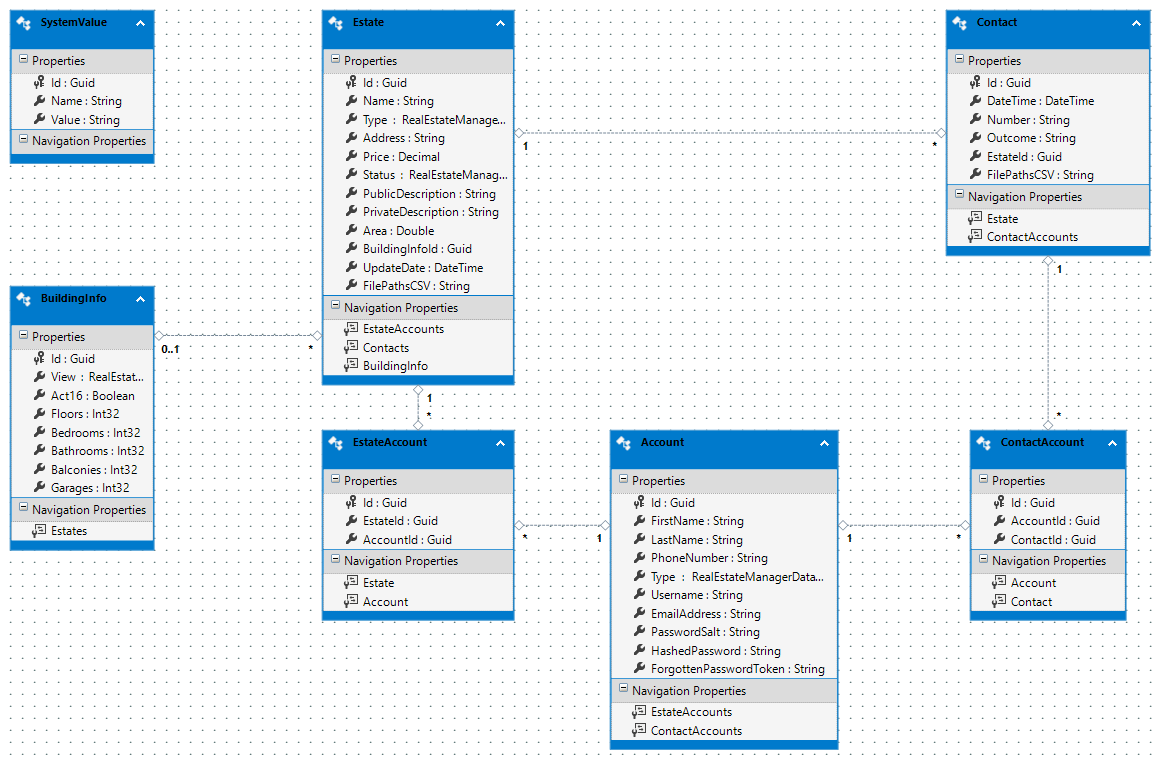 SystemValue
Properties
Id : Guid
Name : String
Value : String
Navigation Properties
Estate
Properties
Id : Guid
Name : String
Type : RealEstateManage...
Address : String
Price : Decimal
Status : RealEstateManag...
PublicDescription : String
PrivateDescription : String
Area : Double
BuildingInfoId : Guid
UpdateDate : DateTime
FilePathsCSV : String
Navigation Properties
EstateAccounts
Contacts
BuildingInfo
1
*
Contact
Properties
Id : Guid
DateTime : DateTime
Number : String
Outcome : String
EstateId : Guid
FilePathsCSV : String
Navigation Properties
Estate
ContactAccounts
BuildingInfo
Properties
Id : Guid
View : RealEstat...
Act16 : Boolean
Floors : Int32
Bedrooms : Int32
Bathrooms : Int32
Balconies : Int32
Garages : Int32
Navigation Properties
Estates
0..1
*
1
*
1
*
EstateAccount
Properties
Id : Guid
EstateId : Guid
AccountId : Guid
Navigation Properties
Estate
Account
*
1
Account
Properties
Id : Guid
FirstName : String
LastName : String
PhoneNumber : String
Type : RealEstateManagerData...
Username : String
EmailAddress : String
PasswordSalt : String
HashedPassword : String
ForgottenPasswordToken : String
Navigation Properties
EstateAccounts
ContactAccounts
1
*
ContactAccount
Properties
Id : Guid
AccountId : Guid
ContactId : Guid
Navigation Properties
Account
Contact